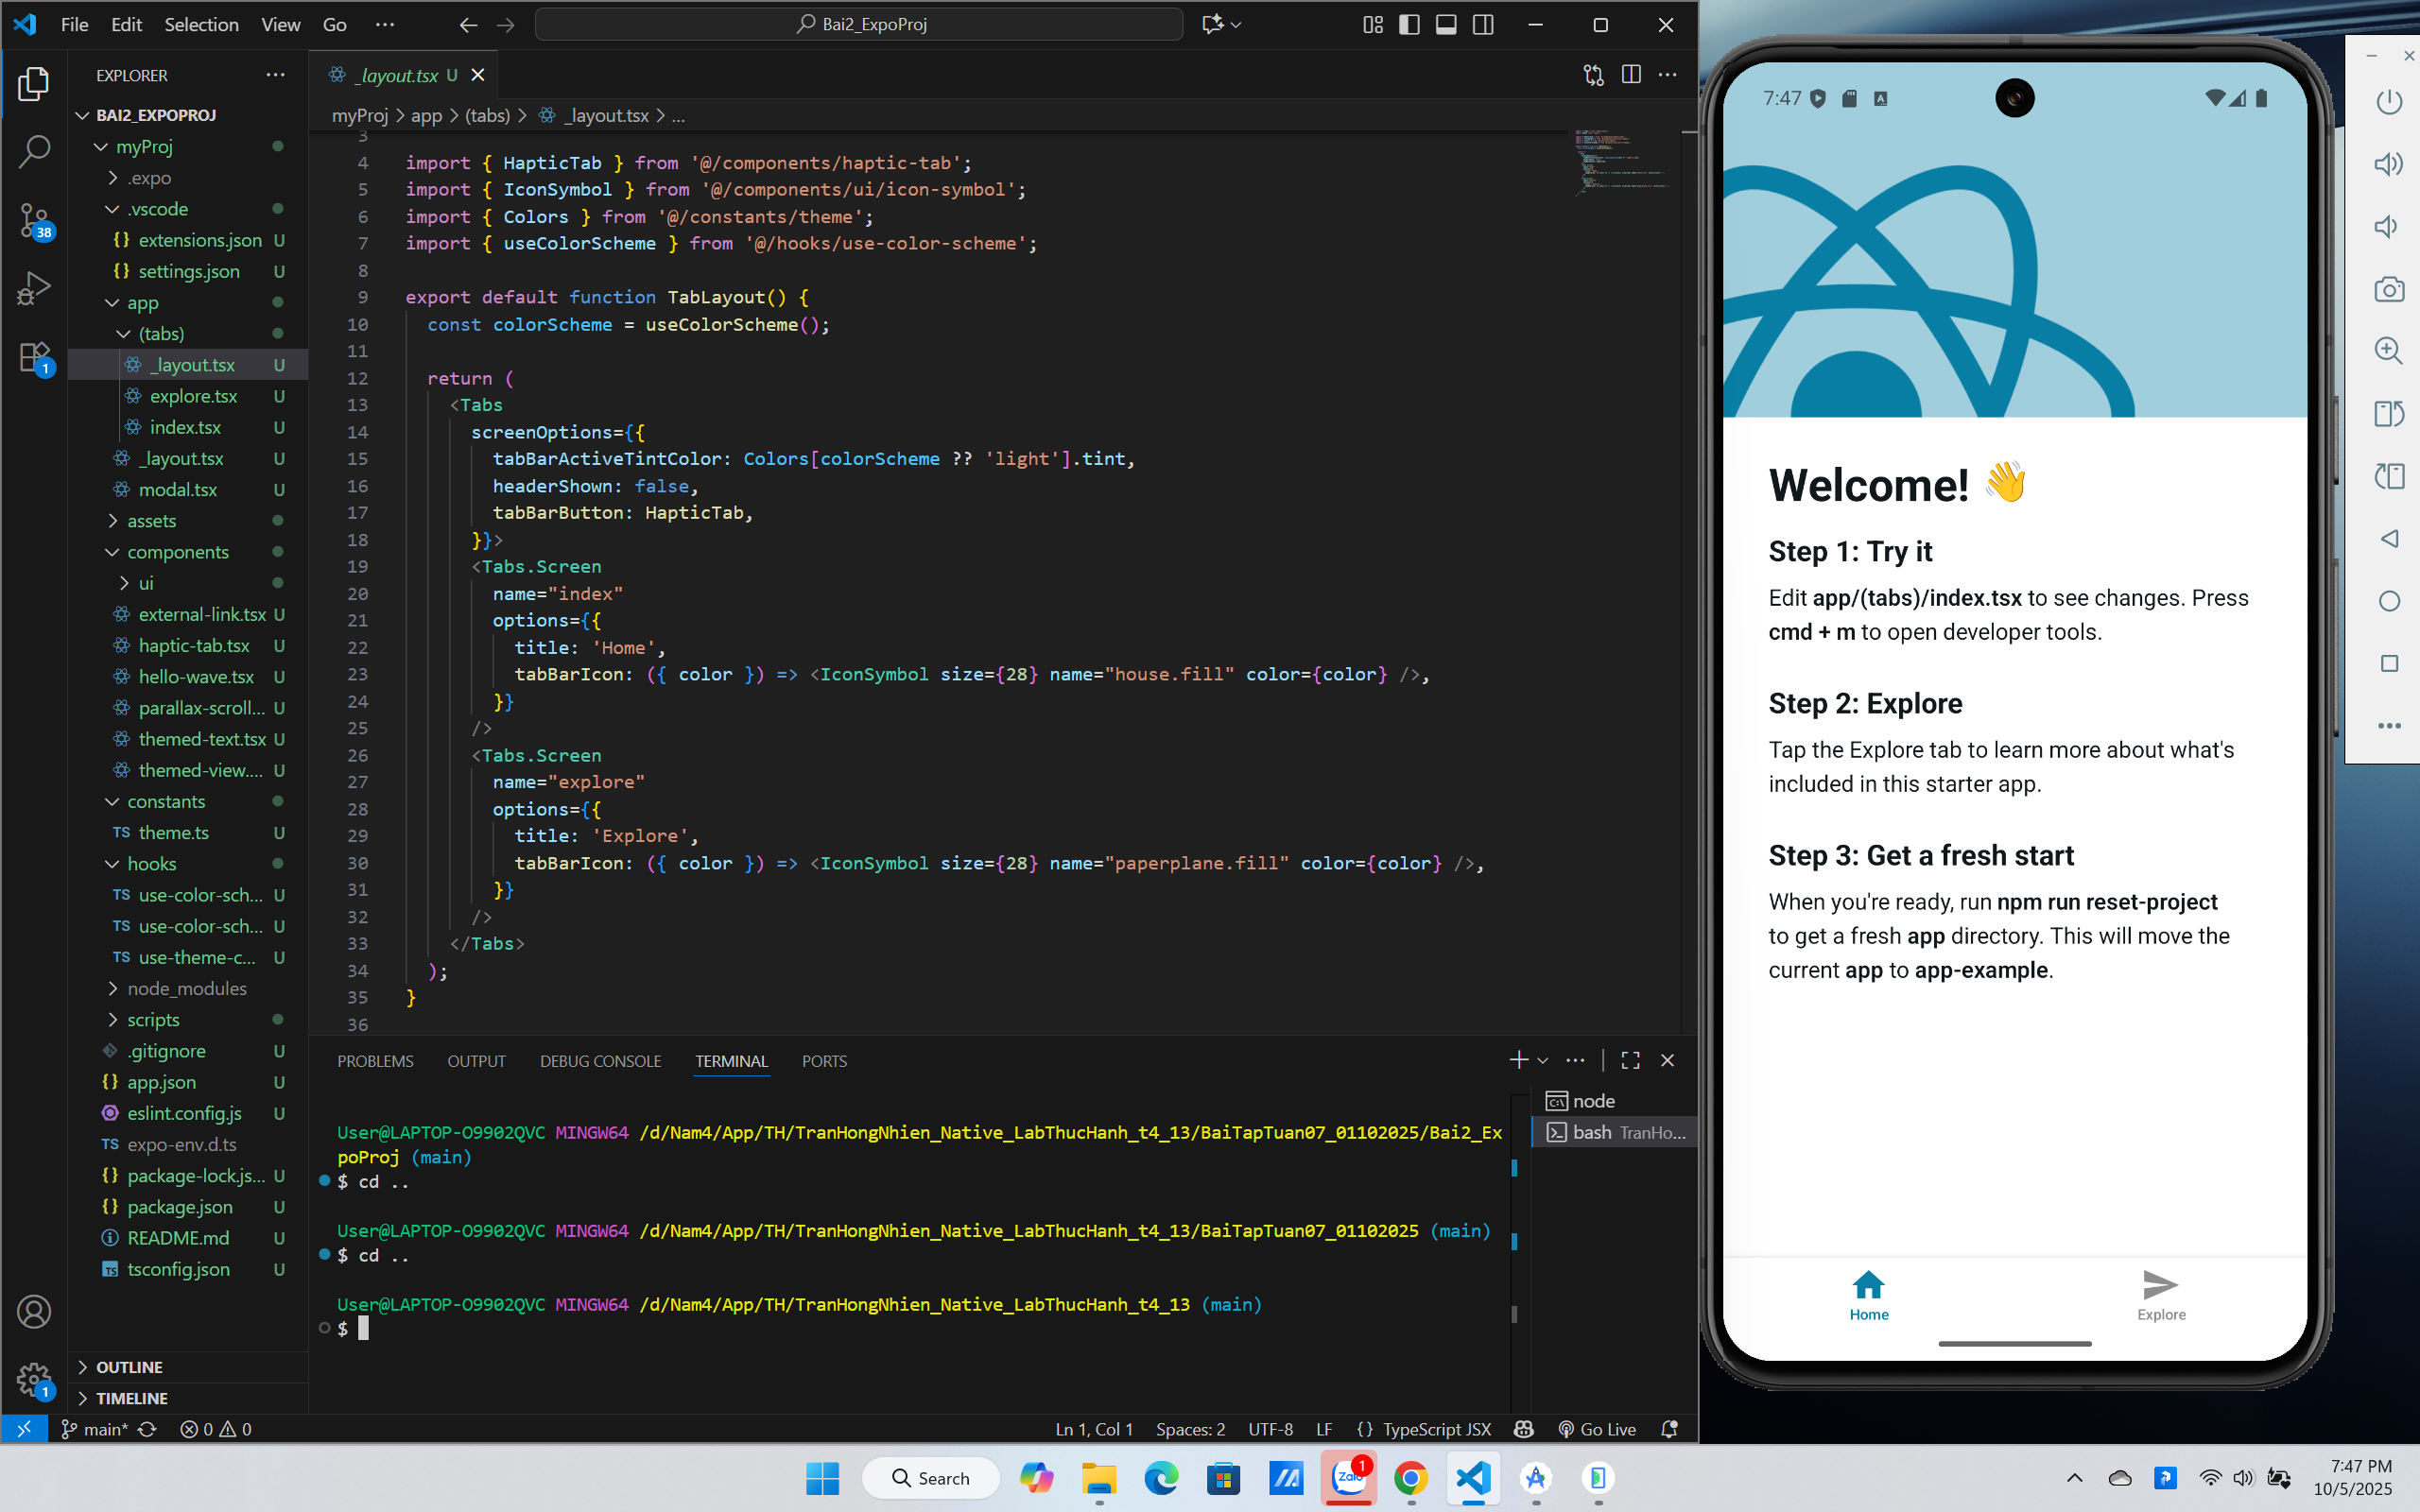 File Edit Selection View Go ··· Bai2_ExpoProj
EXPLORER
BAI2_EXPOPROJ
myProj
.expo
.vscode
{} extensions.json U
{} settings.json U
app
(tabs)
_layout.tsx U
explore.tsx U
index.tsx U
_layout.tsx U
modal.tsx U
assets
components
ui
external-link.tsx U
haptic-tab.tsx U
hello-wave.tsx U
parallax-scroll... U
themed-text.tsx U
themed-view.... U
constants
TS theme.ts U
hooks
TS use-color-sch... U
TS use-color-sch... U
TS use-theme-c... U
node_modules
scripts
.gitignore U
{} app.json U
eslint.config.js U
TS expo-env.d.ts
{} package-lock.js... U
{} package.json U
README.md U
TS tsconfig.json U
OUTLINE
TIMELINE
38
1
1
_layout.tsx U
myProj > app > (tabs) > _layout.tsx > ...
3
4 import { HapticTab } from '@/components/haptic-tab';
5 import { IconSymbol } from '@/components/ui/icon-symbol';
6 import { Colors } from '@/constants/theme';
7 import { useColorScheme } from '@/hooks/use-color-scheme';
8
9 export default function TabLayout() {
10 const colorScheme = useColorScheme();
11
12 return (
13 <Tabs
14 screenOptions={{
15 tabBarActiveTintColor: Colors[colorScheme ?? 'light'].tint,
16 headerShown: false,
17 tabBarButton: HapticTab,
18 }}>
19 <Tabs.Screen
20 name="index"
21 options={{
22 title: 'Home',
23 tabBarIcon: ({ color }) => <IconSymbol size={28} name="house.fill" color={color} />,
24 }}
25 />
26 <Tabs.Screen
27 name="explore"
28 options={{
29 title: 'Explore',
30 tabBarIcon: ({ color }) => <IconSymbol size={28} name="paperplane.fill" color={color} />,
31 }}
32 />
33 </Tabs>
34 );
35 }
36
PROBLEMS OUTPUT DEBUG CONSOLE TERMINAL PORTS
User@LAPTOP-O9902QVC MINGW64 /d/Nam4/App/TH/TranHongNhien_Native_LabThucHanh_t4_13/BaiTapTuan07_01102025/Bai2_Ex
poProj (main)
$ cd ..
User@LAPTOP-O9902QVC MINGW64 /d/Nam4/App/TH/TranHongNhien_Native_LabThucHanh_t4_13/BaiTapTuan07_01102025 (main)
$ cd ..
User@LAPTOP-O9902QVC MINGW64 /d/Nam4/App/TH/TranHongNhien_Native_LabThucHanh_t4_13 (main)
$
node
bash TranHo...
main* 0 0 Ln 1, Col 1 Spaces: 2 UTF-8 LF {} TypeScript JSX Go Live
7:47
Welcome! 👋
Step 1: Try it
Edit app/(tabs)/index.tsx to see changes. Press
cmd + m to open developer tools.
Step 2: Explore
Tap the Explore tab to learn more about what's
included in this starter app.
Step 3: Get a fresh start
When you're ready, run npm run reset-project
to get a fresh app directory. This will move the
current app to app-example.
Home Explore
Search
Zalo 1
7:47 PM
10/5/2025